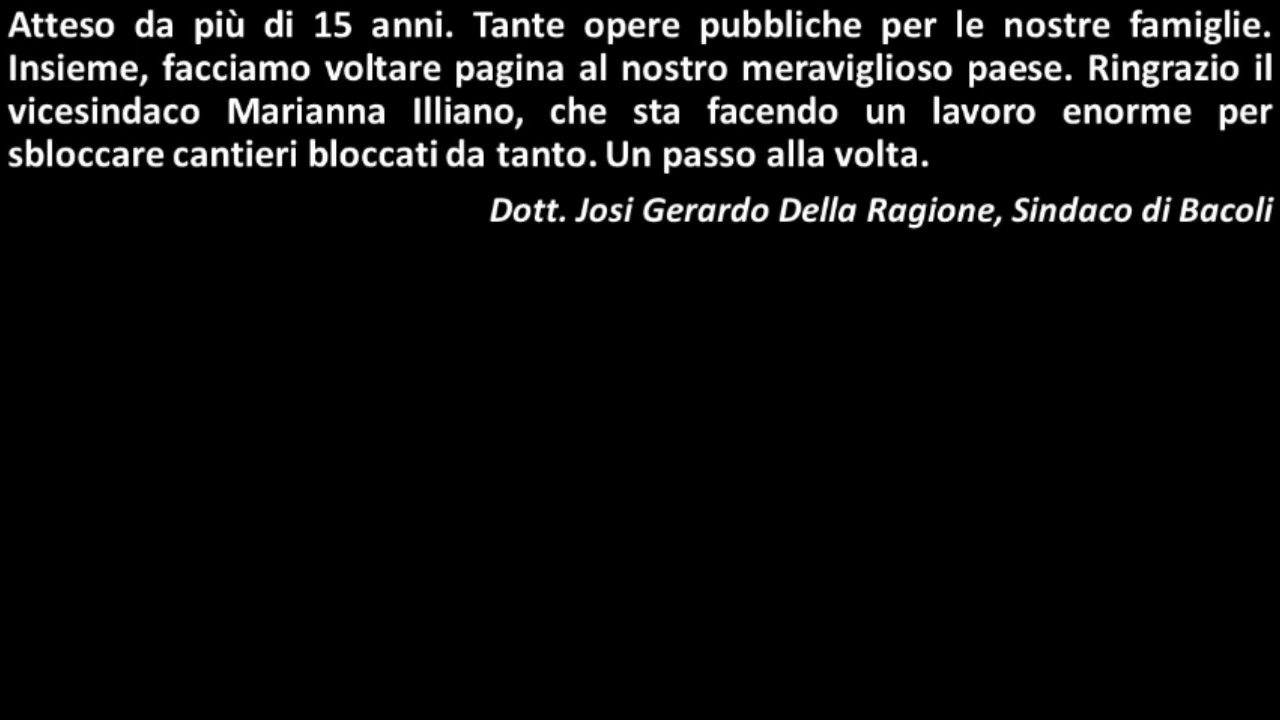 Atteso da più di 15 anni. Tante opere pubbliche per le nostre famiglie.
Insieme, facciamo voltare pagina al nostro meraviglioso paese. Ringrazio il
vicesindaco Marianna Illiano, che sta facendo un lavoro enorme per
sbloccare cantieri bloccati da tanto. Un passo alla volta.
Dott. Josi Gerardo Della Ragione, Sindaco di Bacoli